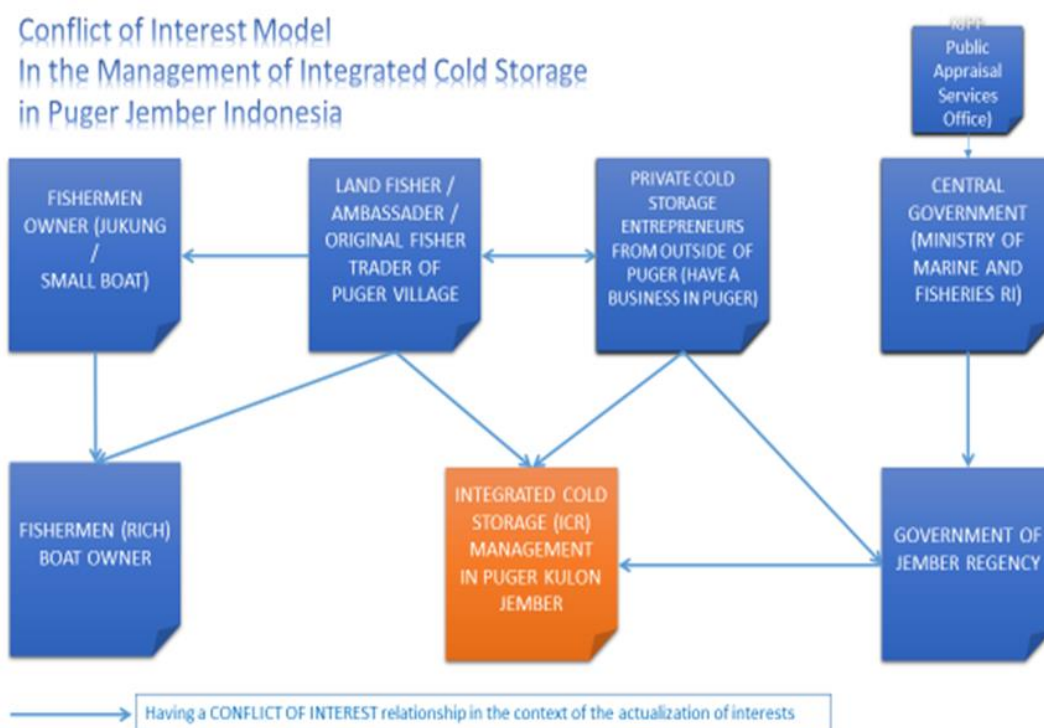 Conflict of Interest Model
In the Management of Integrated Cold Storage
in Puger Jember Indonesia
Public
Appraisal
Services
Office)
FISHERMEN
OWNER (JUKUNG
/
SMALL BOAT)
LAND FISHER /
AMBASSADER /
ORIGINAL FISHER
TRADER OF
PUGER VILLAGE
PRIVATE COLD
STORAGE
ENTREPRENEURS
FROM OUTSIDE OF
PUGER (HAVE A
BUSINESS IN PUGER)
CENTRAL
GOVERNMENT
(MINISTRY OF
MARINE AND
FISHERIES RI)
FISHERMEN (RICH)
BOAT OWNER
INTEGRATED COLD
STORAGE (ICR)
MANAGEMENT
IN PUGER KULON
JEMBER
GOVERNMENT OF
JEMBER REGENCY
Having a CONFLICT OF INTEREST relationship in the context of the actualization of interests